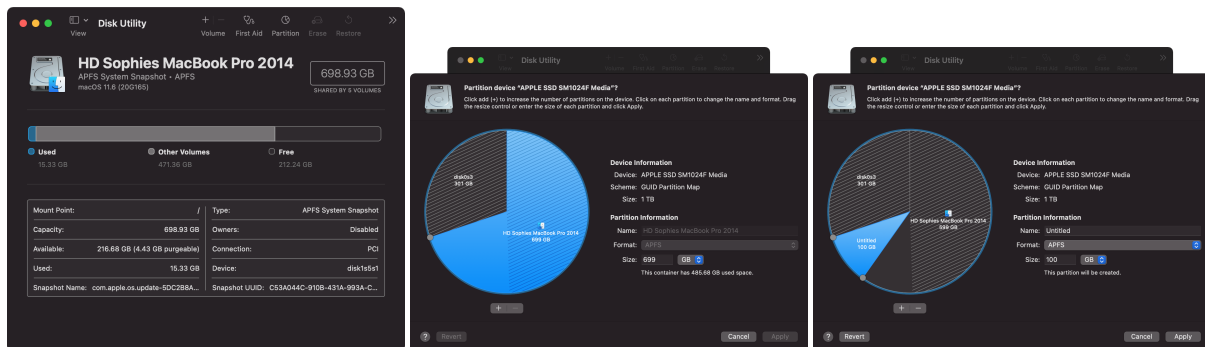 Disk Utility
View
Volume First Aid Partition Erase Restore
HD Sophies MacBook Pro 2014
APFS System Snapshot • APFS
macOS 11.6 (20G165)
698.93 GB
SHARED BY 5 VOLUMES
Used
15.33 GB
Other Volumes
471.36 GB
Free
212.24 GB
Mount Point: /
Capacity: 698.93 GB
Available: 216.68 GB (4.43 GB purgeable)
Used: 15.33 GB
Snapshot Name: com.apple.os.update-5DC2B8A...
Type: APFS System Snapshot
Owners: Disabled
Connection: PCI
Device: disk1s5s1
Snapshot UUID: C53A044C-910B-431A-993A-C...
Disk Utility
Partition device "APPLE SSD SM1024F Media"?
Click add (+) to increase the number of partitions on the device. Click on each partition to change the name and format. Drag
the resize control or enter the size of each partition and click Apply.
disk0s3
301 GB
HD Sophies MacBook Pro 2014
699 GB
Device Information
Device: APPLE SSD SM1024F Media
Scheme: GUID Partition Map
Size: 1 TB
Partition Information
Name: HD Sophies MacBook Pro 2014
Format: APFS
Size: 699 GB
This container has 485.68 GB used space.
+ −
? Revert
Cancel Apply
Disk Utility
Partition device "APPLE SSD SM1024F Media"?
Click add (+) to increase the number of partitions on the device. Click on each partition to change the name and format. Drag
the resize control or enter the size of each partition and click Apply.
disk0s3
301 GB
HD Sophies MacBook Pro 2014
599 GB
Untitled
100 GB
Device Information
Device: APPLE SSD SM1024F Media
Scheme: GUID Partition Map
Size: 1 TB
Partition Information
Name: Untitled
Format: APFS
Size: 100 GB
This partition will be created.
+ −
? Revert
Cancel Apply